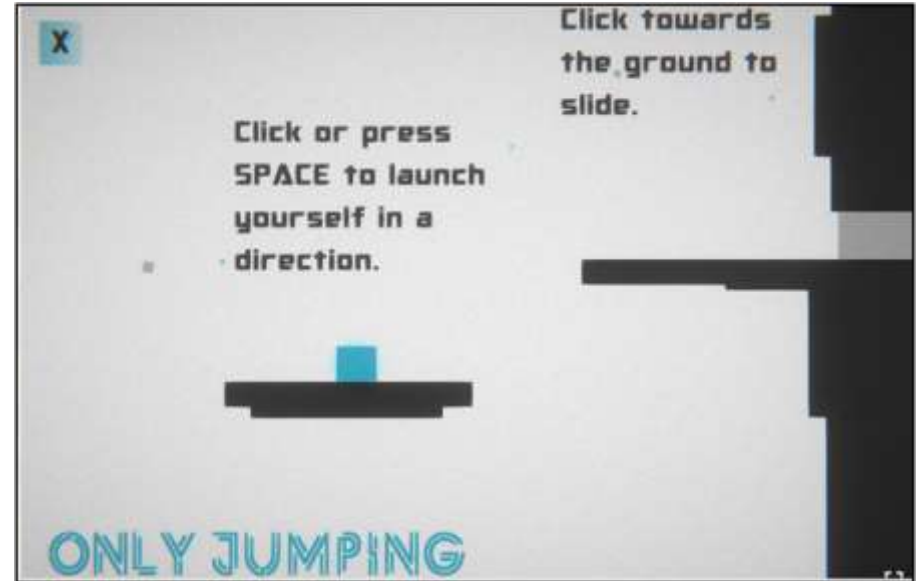 X
Click or press
SPACE to launch
yourself in a
direction.
Click towards
the ground to
slide.
ONLY JUMPING